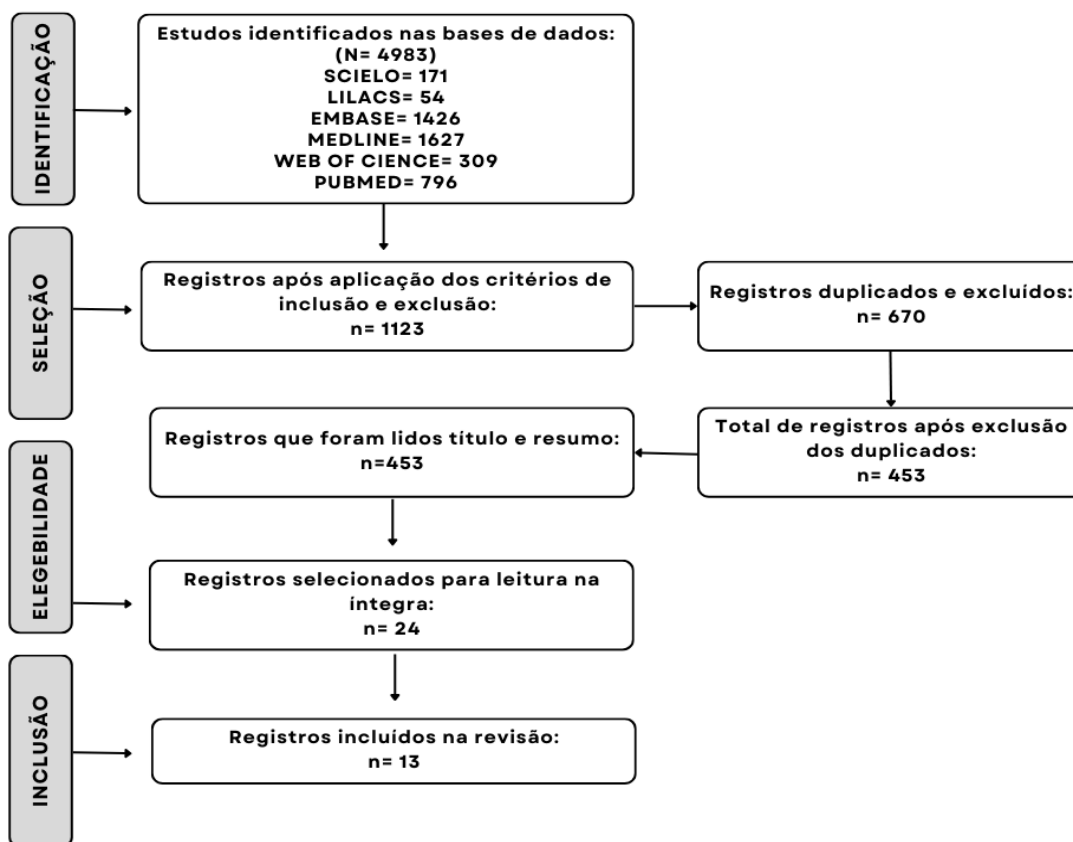 IDENTIFICAÇÃO
Estudos identificados nas bases de dados:
(N= 4983)
SCIELO= 171
LILACS= 54
EMBASE= 1426
MEDLINE= 1627
WEB OF CIENCE= 309
PUBMED= 796
SELEÇÃO
Registros após aplicação dos critérios de
inclusão e exclusão:
n= 1123
Registros duplicados e excluídos:
n= 670
Total de registros após exclusão
dos duplicados:
n= 453
Registros que foram lidos título e resumo:
n=453
ELEGEBILIDADE
Registros selecionados para leitura na
íntegra:
n= 24
INCLUSÃO
Registros incluídos na revisão:
n= 13